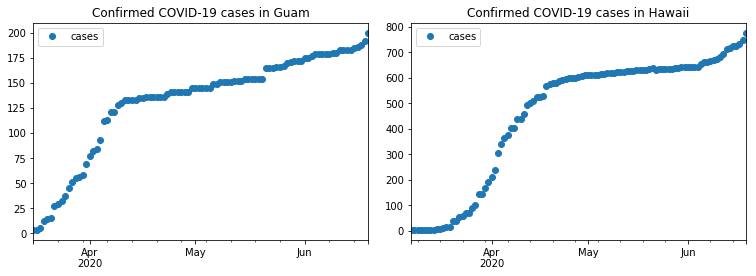 Confirmed COVID-19 cases in Guam
cases
200
175
150
125
100
75
50
25
0
Apr
2020
May
Jun
Confirmed COVID-19 cases in Hawaii
cases
800
700
600
500
400
300
200
100
0
Apr
2020
May
Jun